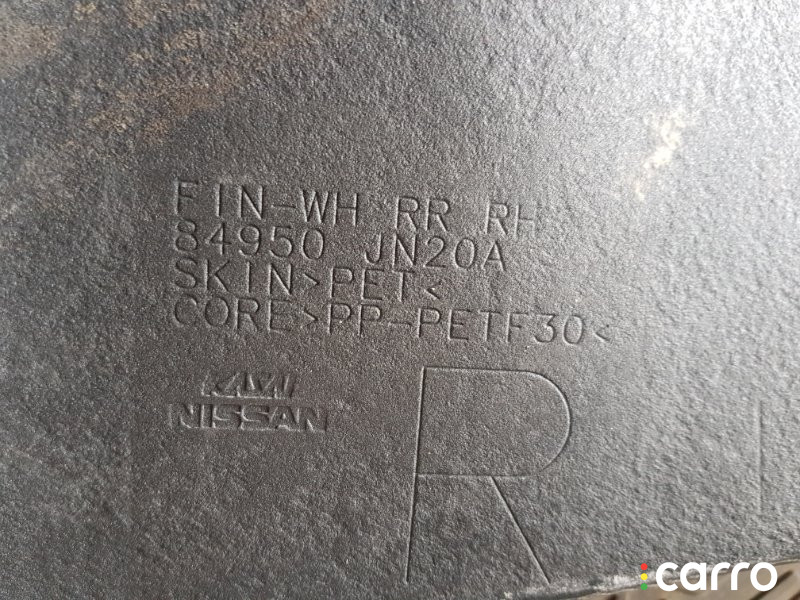 FIN-WH RR RH
84950 JN20A
SKIN>PET<
CORE>PP-PETF30<
NISSAN
R
carro